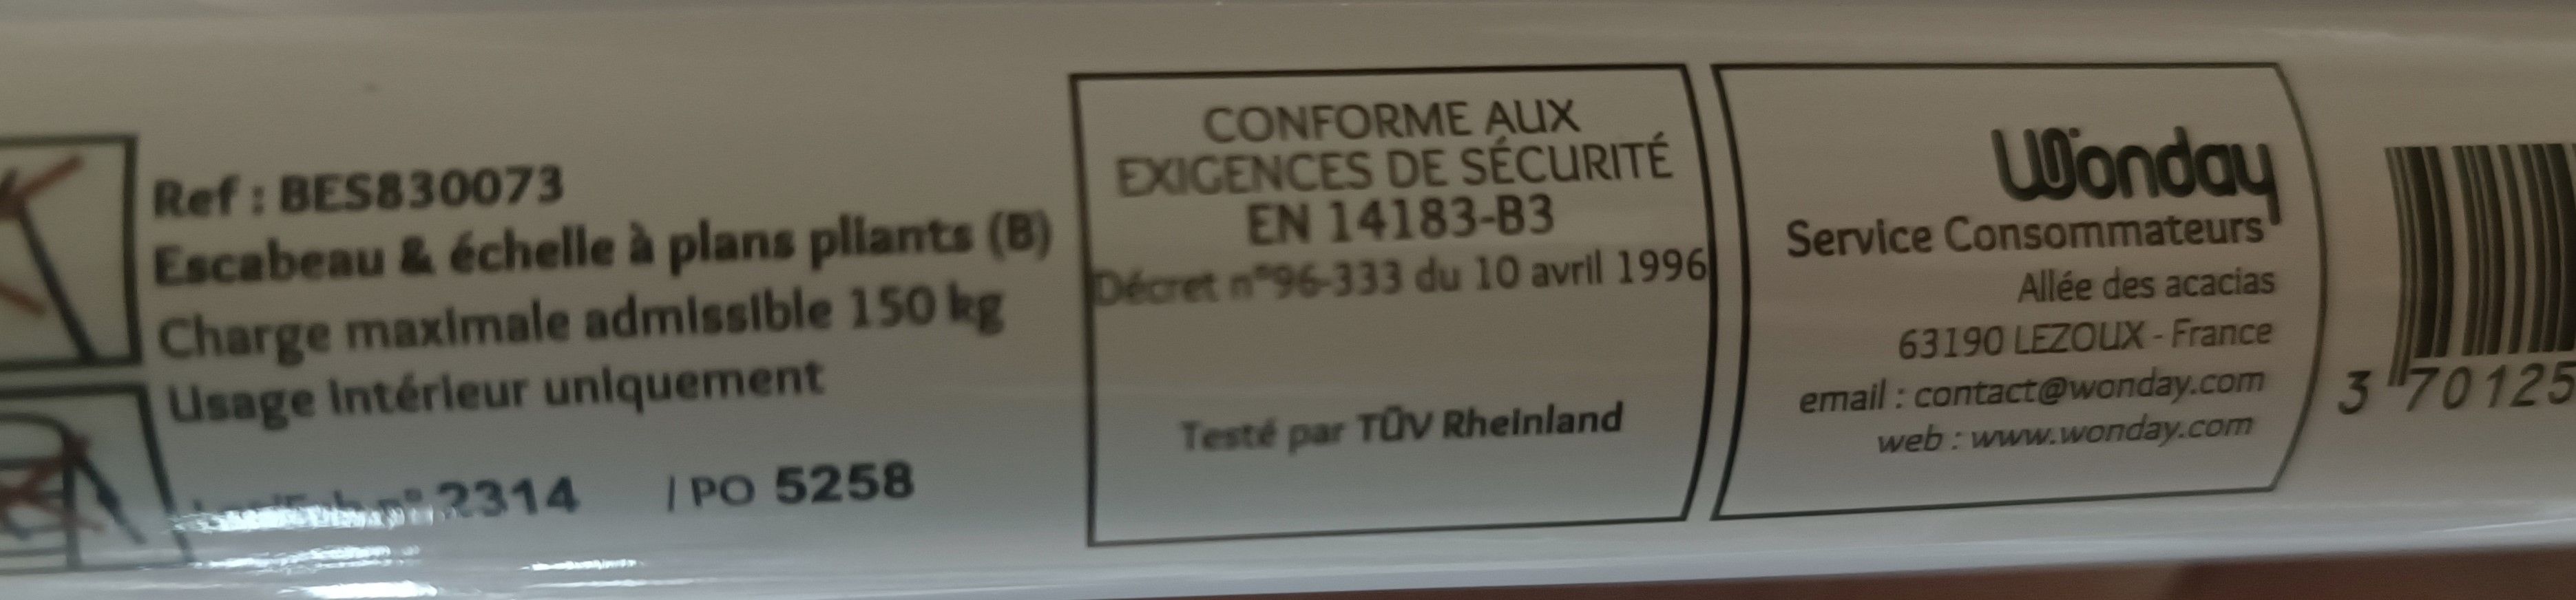 Ref : BES830073
Escabeau & échelle à plans pliants (B)
Charge maximale admissible 150 kg
Usage intérieur uniquement
n° 2314 / PO 5258
CONFORME AUX
EXIGENCES DE SÉCURITÉ
EN 14183-B3
Décret n°96-333 du 10 avril 1996
Testé par TÜV Rheinland
Wonday
Service Consommateurs
Allée des acacias
63190 LEZOUX - France
email : contact@wonday.com
web : www.wonday.com
3 70125